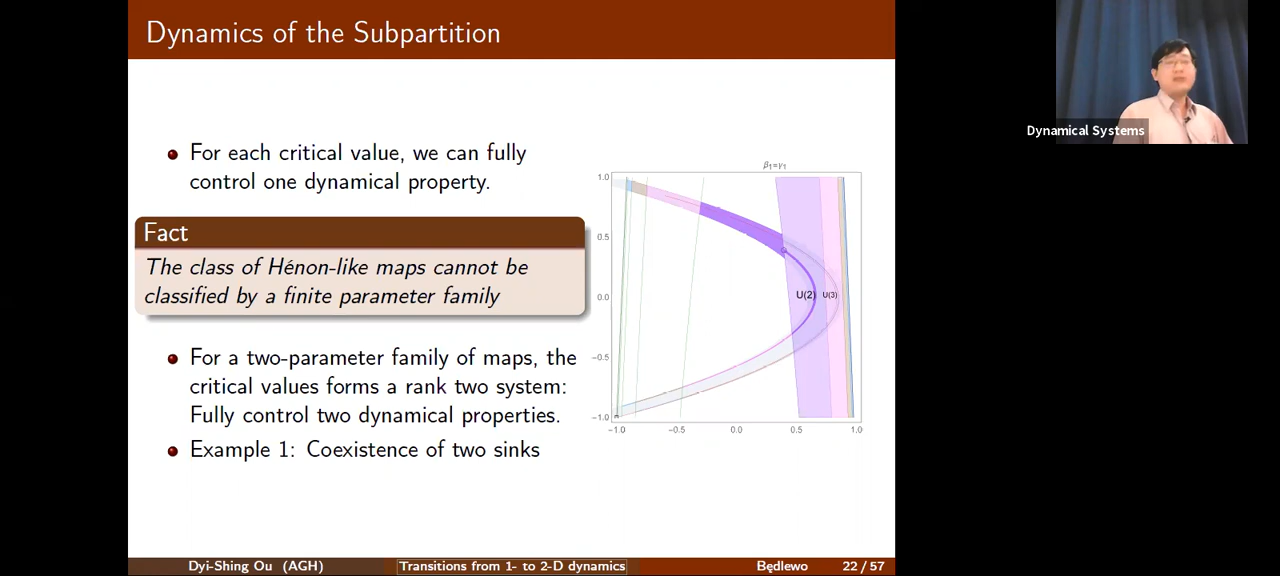 Dynamics of the Subpartition
For each critical value, we can fully
control one dynamical property.
Fact
The class of Hénon-like maps cannot be
classified by a finite parameter family
For a two-parameter family of maps, the
critical values forms a rank two system:
Fully control two dynamical properties.
Example 1: Coexistence of two sinks
β₁=γ₁
1.0
0.5
0.0
−0.5
−1.0
−1.0 −0.5 0.0 0.5 1.0
U(2) U(3)
Dynamical Systems
Dyi-Shing Ou (AGH) Transitions from 1- to 2-D dynamics Będlewo 22 / 57